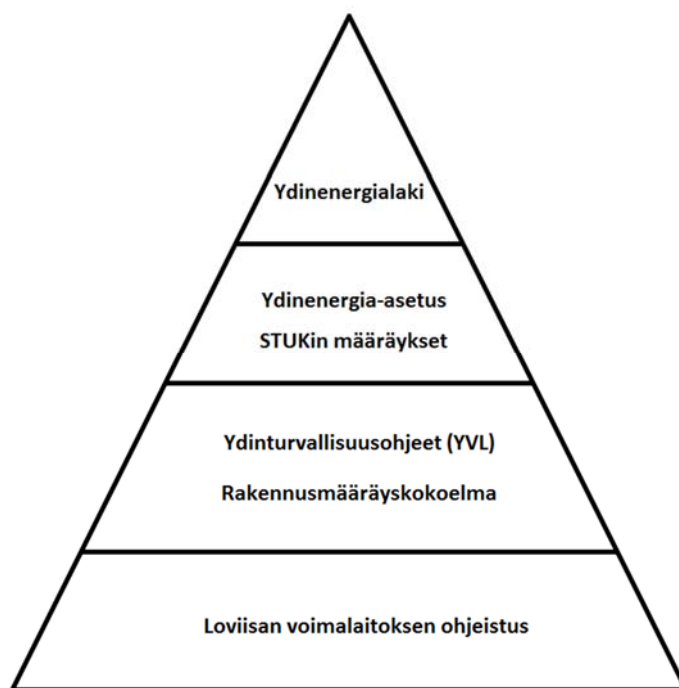 Ydinenergialaki
Ydinenergia-asetus
STUKin määräykset
Ydinturvallisuusohjeet (YVL)
Rakennusmääräyskokoelma
Loviisan voimalaitoksen ohjeistus